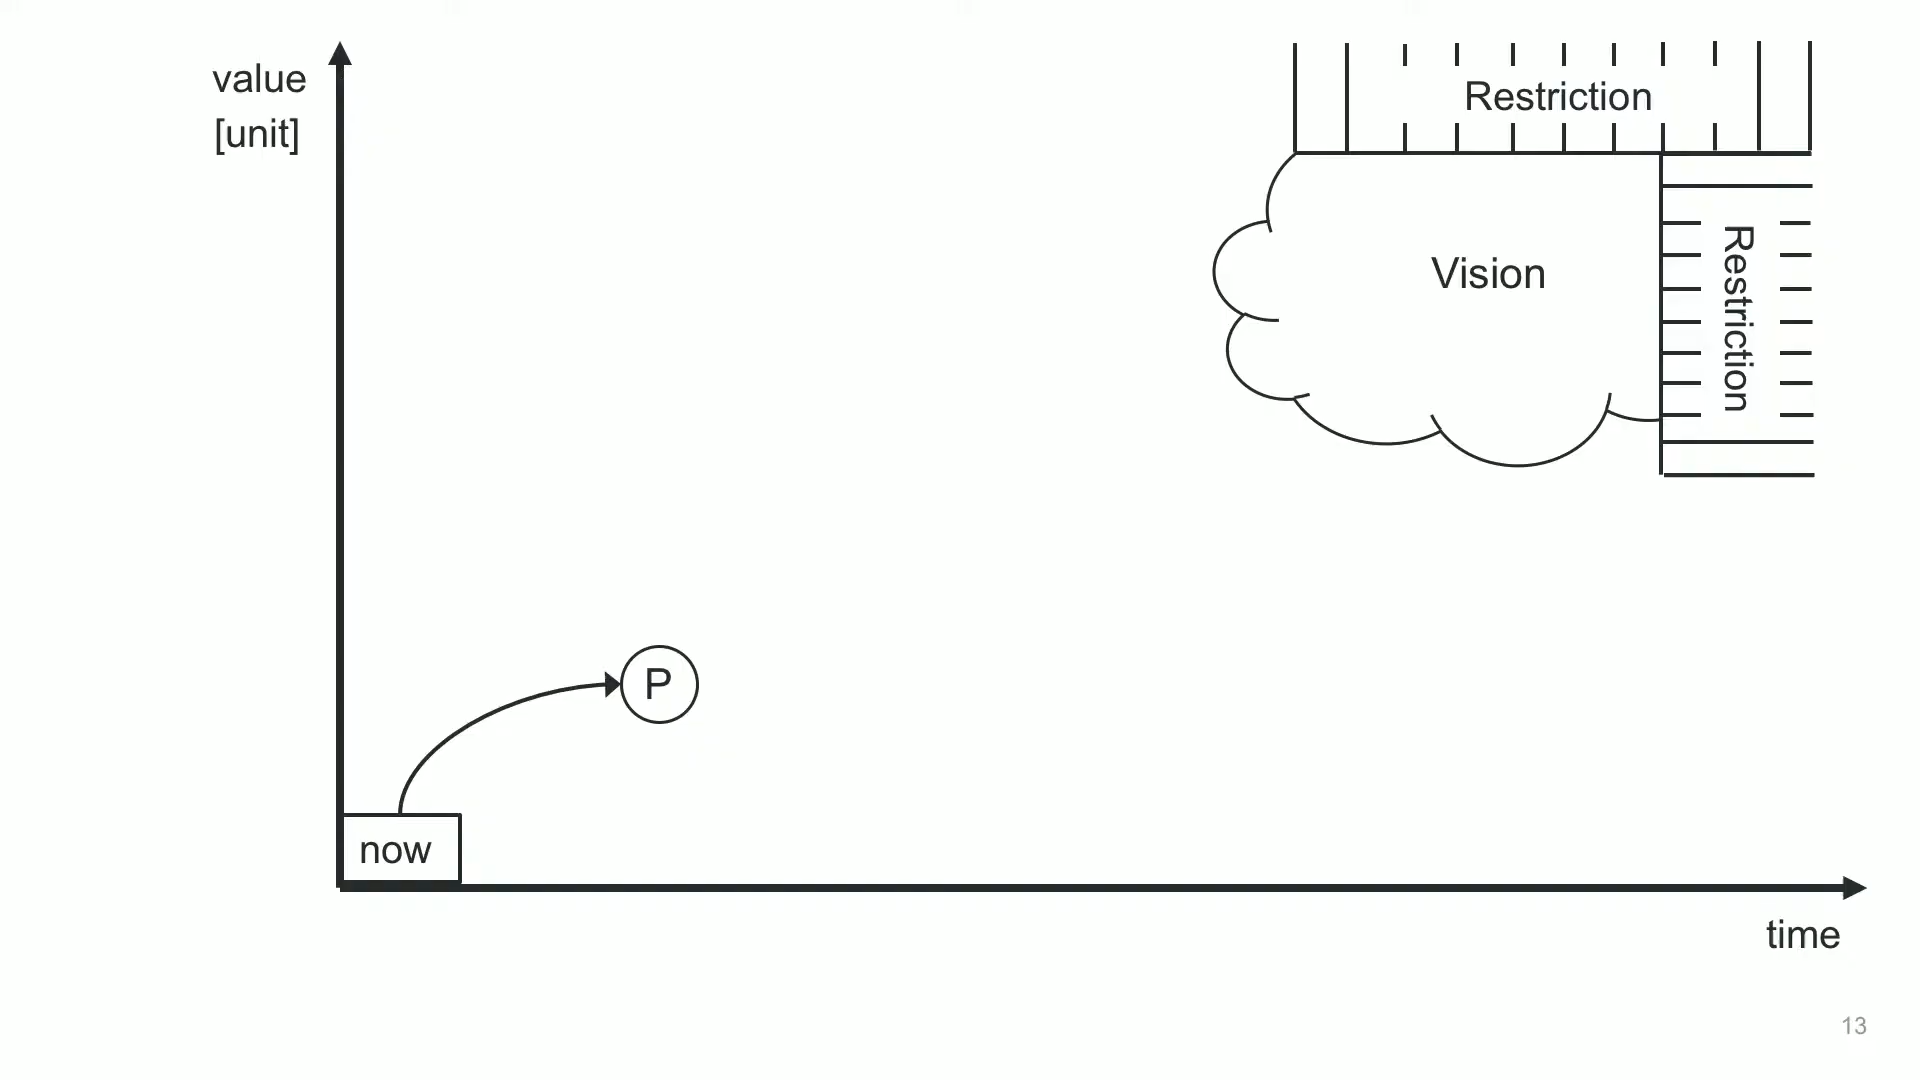 value
[unit]
Restriction
Vision
Restriction
P
now
time
13